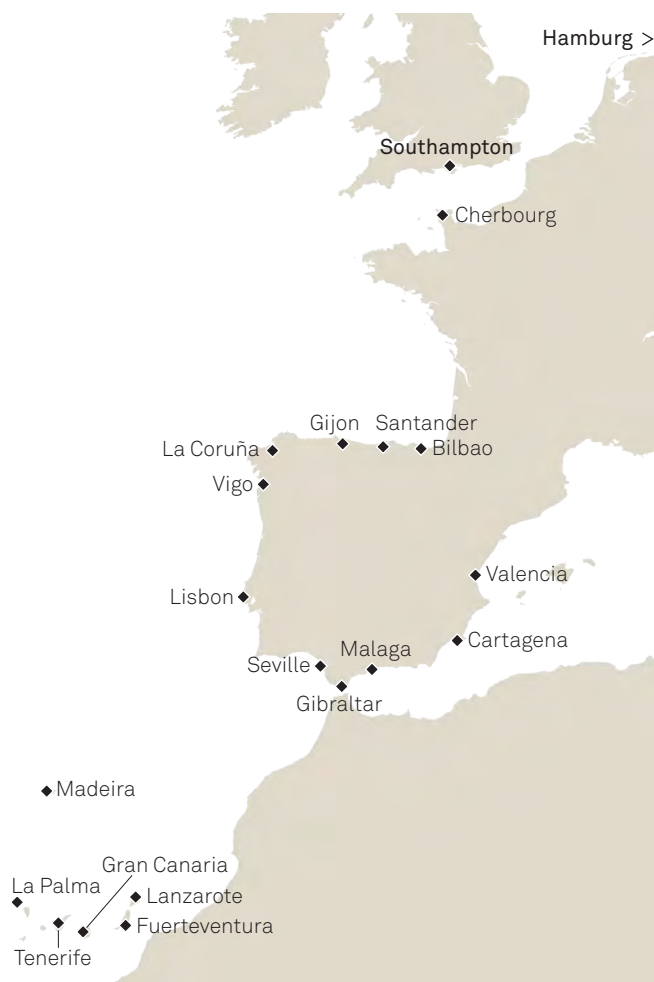 Hamburg >
Southampton
Cherbourg
Gijon
Santander
La Coruña
Bilbao
Vigo
Valencia
Lisbon
Cartagena
Malaga
Seville
Gibraltar
Madeira
Gran Canaria
La Palma
Lanzarote
Fuerteventura
Tenerife